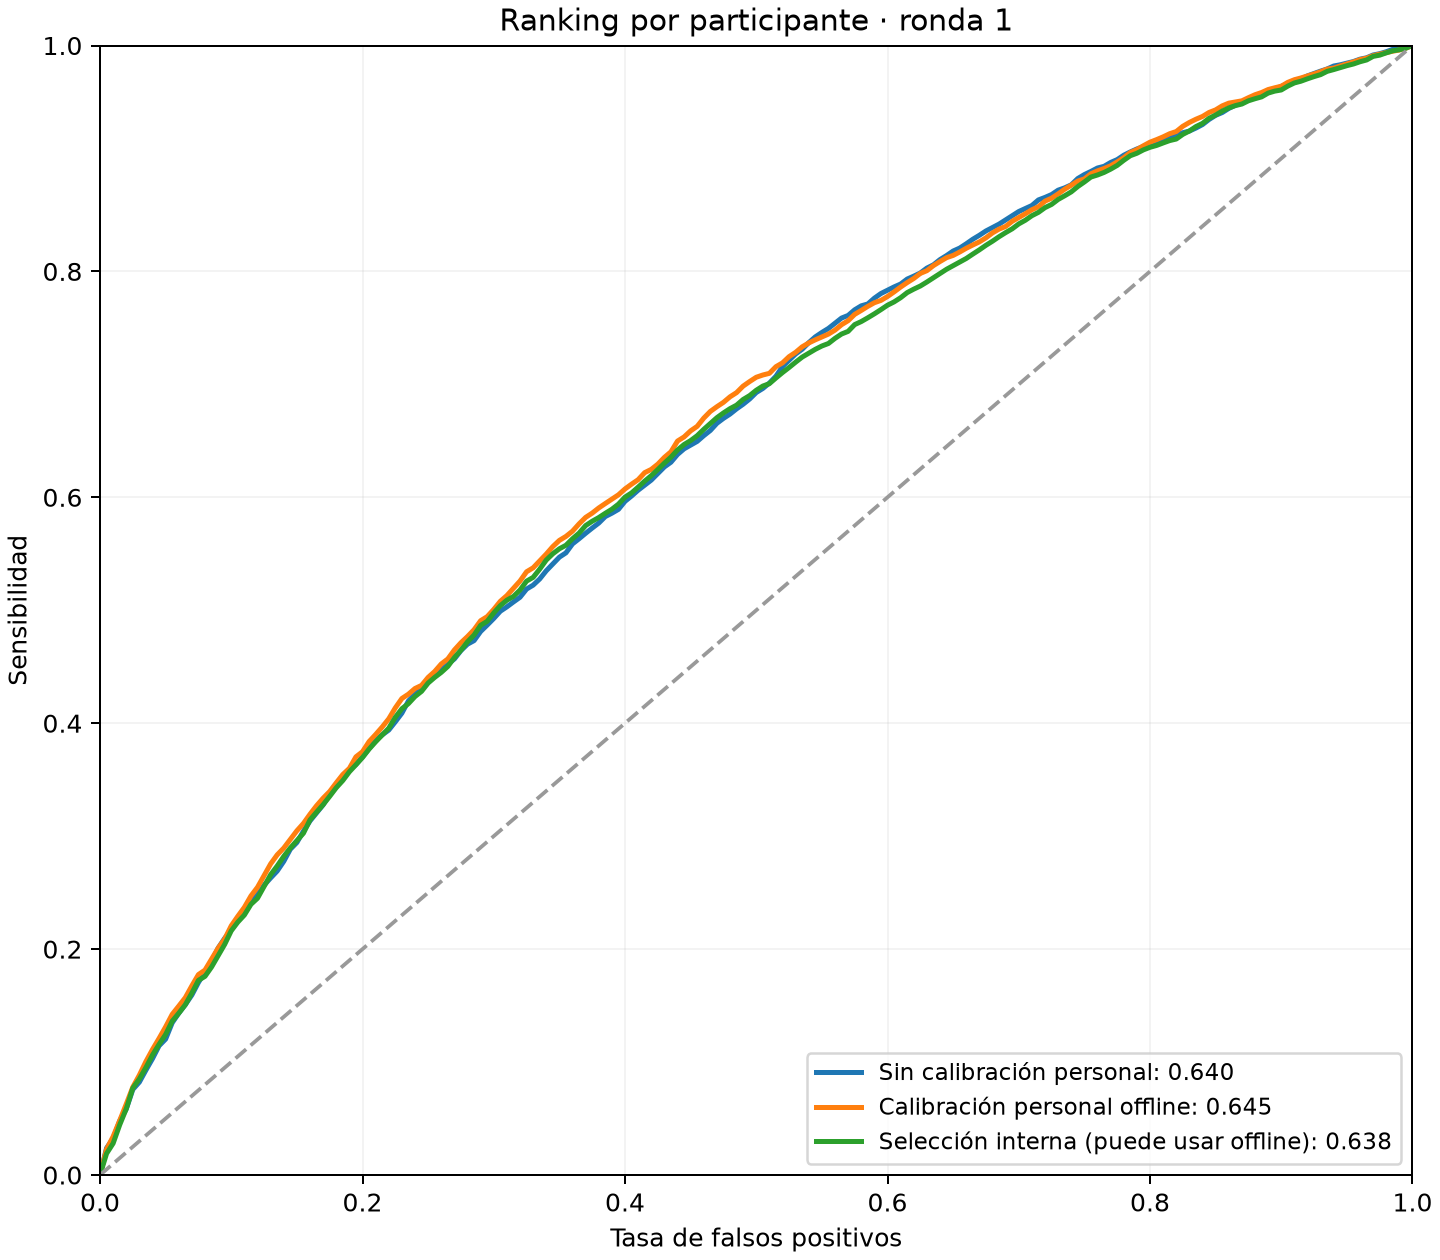 Ranking por participante · ronda 1
1.0
0.8
0.6
0.4
0.2
0.0
Sensibilidad
0.0 0.2 0.4 0.6 0.8 1.0
Tasa de falsos positivos
Sin calibración personal: 0.640
Calibración personal offline: 0.645
Selección interna (puede usar offline): 0.638